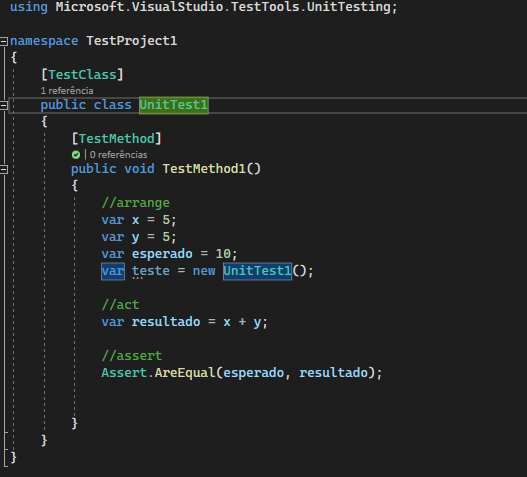 using Microsoft.VisualStudio.TestTools.UnitTesting;
namespace TestProject1
{
[TestClass]
1 referência
public class UnitTest1
{
[TestMethod]
| 0 referências
public void TestMethod1()
{
//arrange
var x = 5;
var y = 5;
var esperado = 10;
var teste = new UnitTest1();
//act
var resultado = x + y;
//assert
Assert.AreEqual(esperado, resultado);
}
}
}